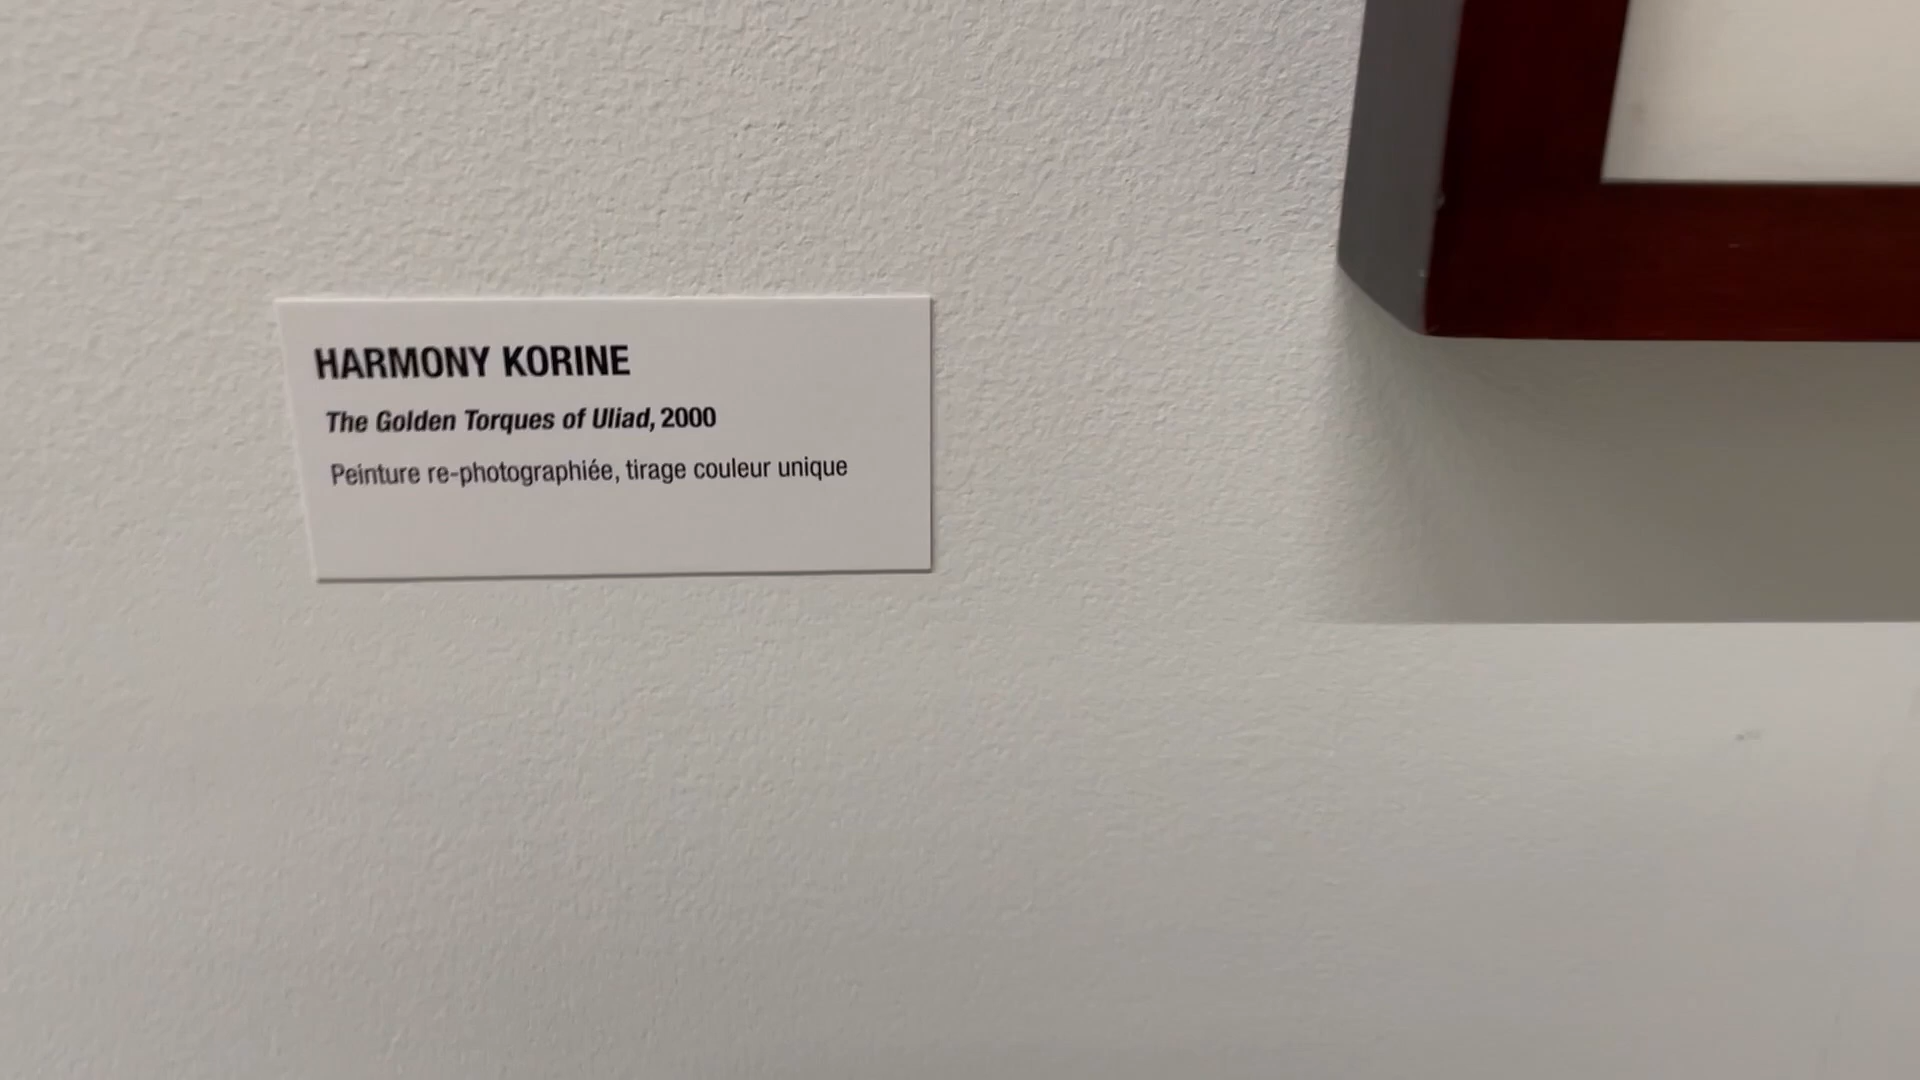 HARMONY KORINE
The Golden Torques of Uliad, 2000
Peinture re-photographiée, tirage couleur unique